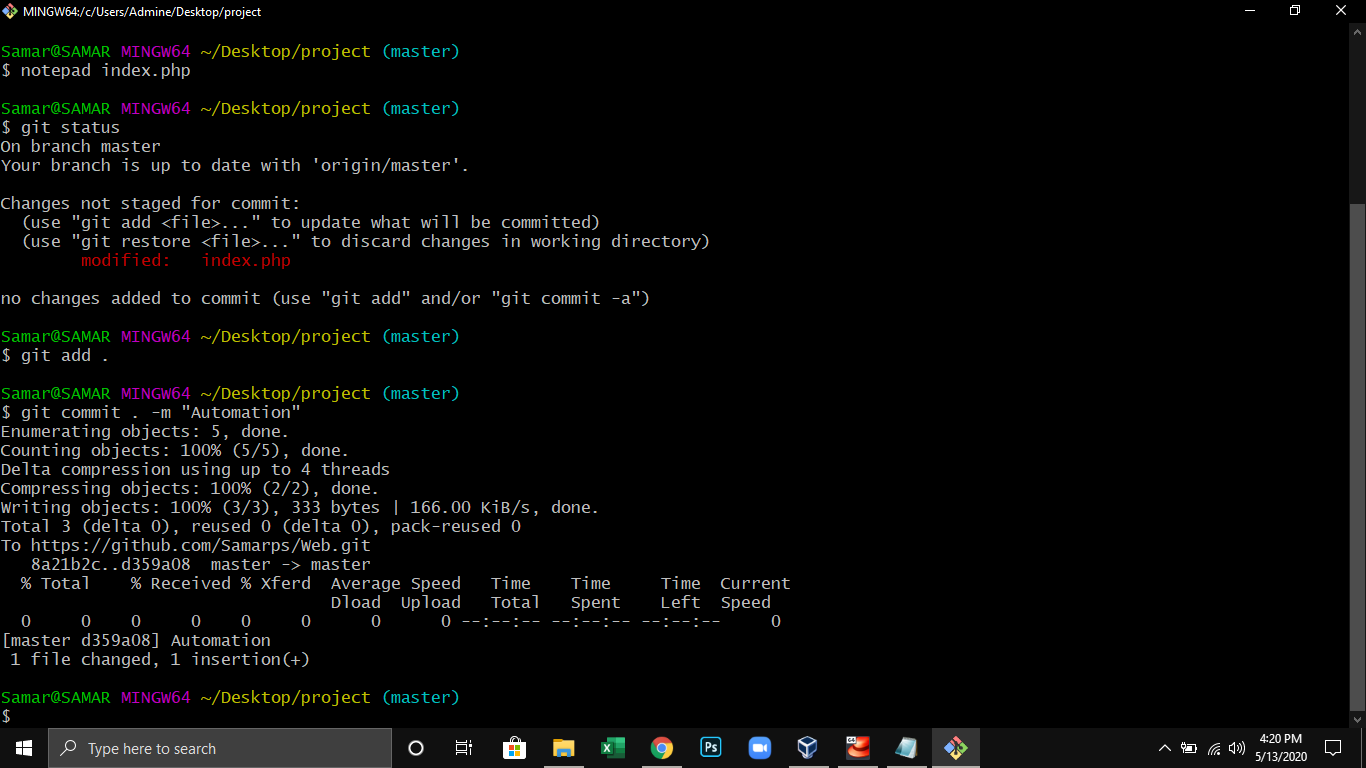 MINGW64:/c/Users/Admine/Desktop/project
Samar@SAMAR MINGW64 ~/Desktop/project (master)
$ notepad index.php
Samar@SAMAR MINGW64 ~/Desktop/project (master)
$ git status
On branch master
Your branch is up to date with 'origin/master'.
Changes not staged for commit:
  (use "git add <file>..." to update what will be committed)
  (use "git restore <file>..." to discard changes in working directory)
        modified:   index.php
no changes added to commit (use "git add" and/or "git commit -a")
Samar@SAMAR MINGW64 ~/Desktop/project (master)
$ git add .
Samar@SAMAR MINGW64 ~/Desktop/project (master)
$ git commit . -m "Automation"
Enumerating objects: 5, done.
Counting objects: 100% (5/5), done.
Delta compression using up to 4 threads
Compressing objects: 100% (2/2), done.
Writing objects: 100% (3/3), 333 bytes | 166.00 KiB/s, done.
Total 3 (delta 0), reused 0 (delta 0), pack-reused 0
To https://github.com/Samarps/Web.git
   8a21b2c..d359a08  master -> master
  % Total    % Received % Xferd  Average Speed   Time    Time     Time  Current
                                 Dload  Upload   Total   Spent    Left  Speed
  0     0    0     0    0     0      0      0 --:--:-- --:--:-- --:--:--     0
[master d359a08] Automation
 1 file changed, 1 insertion(+)
Samar@SAMAR MINGW64 ~/Desktop/project (master)
$
Type here to search
Ps
64
4:20 PM
5/13/2020